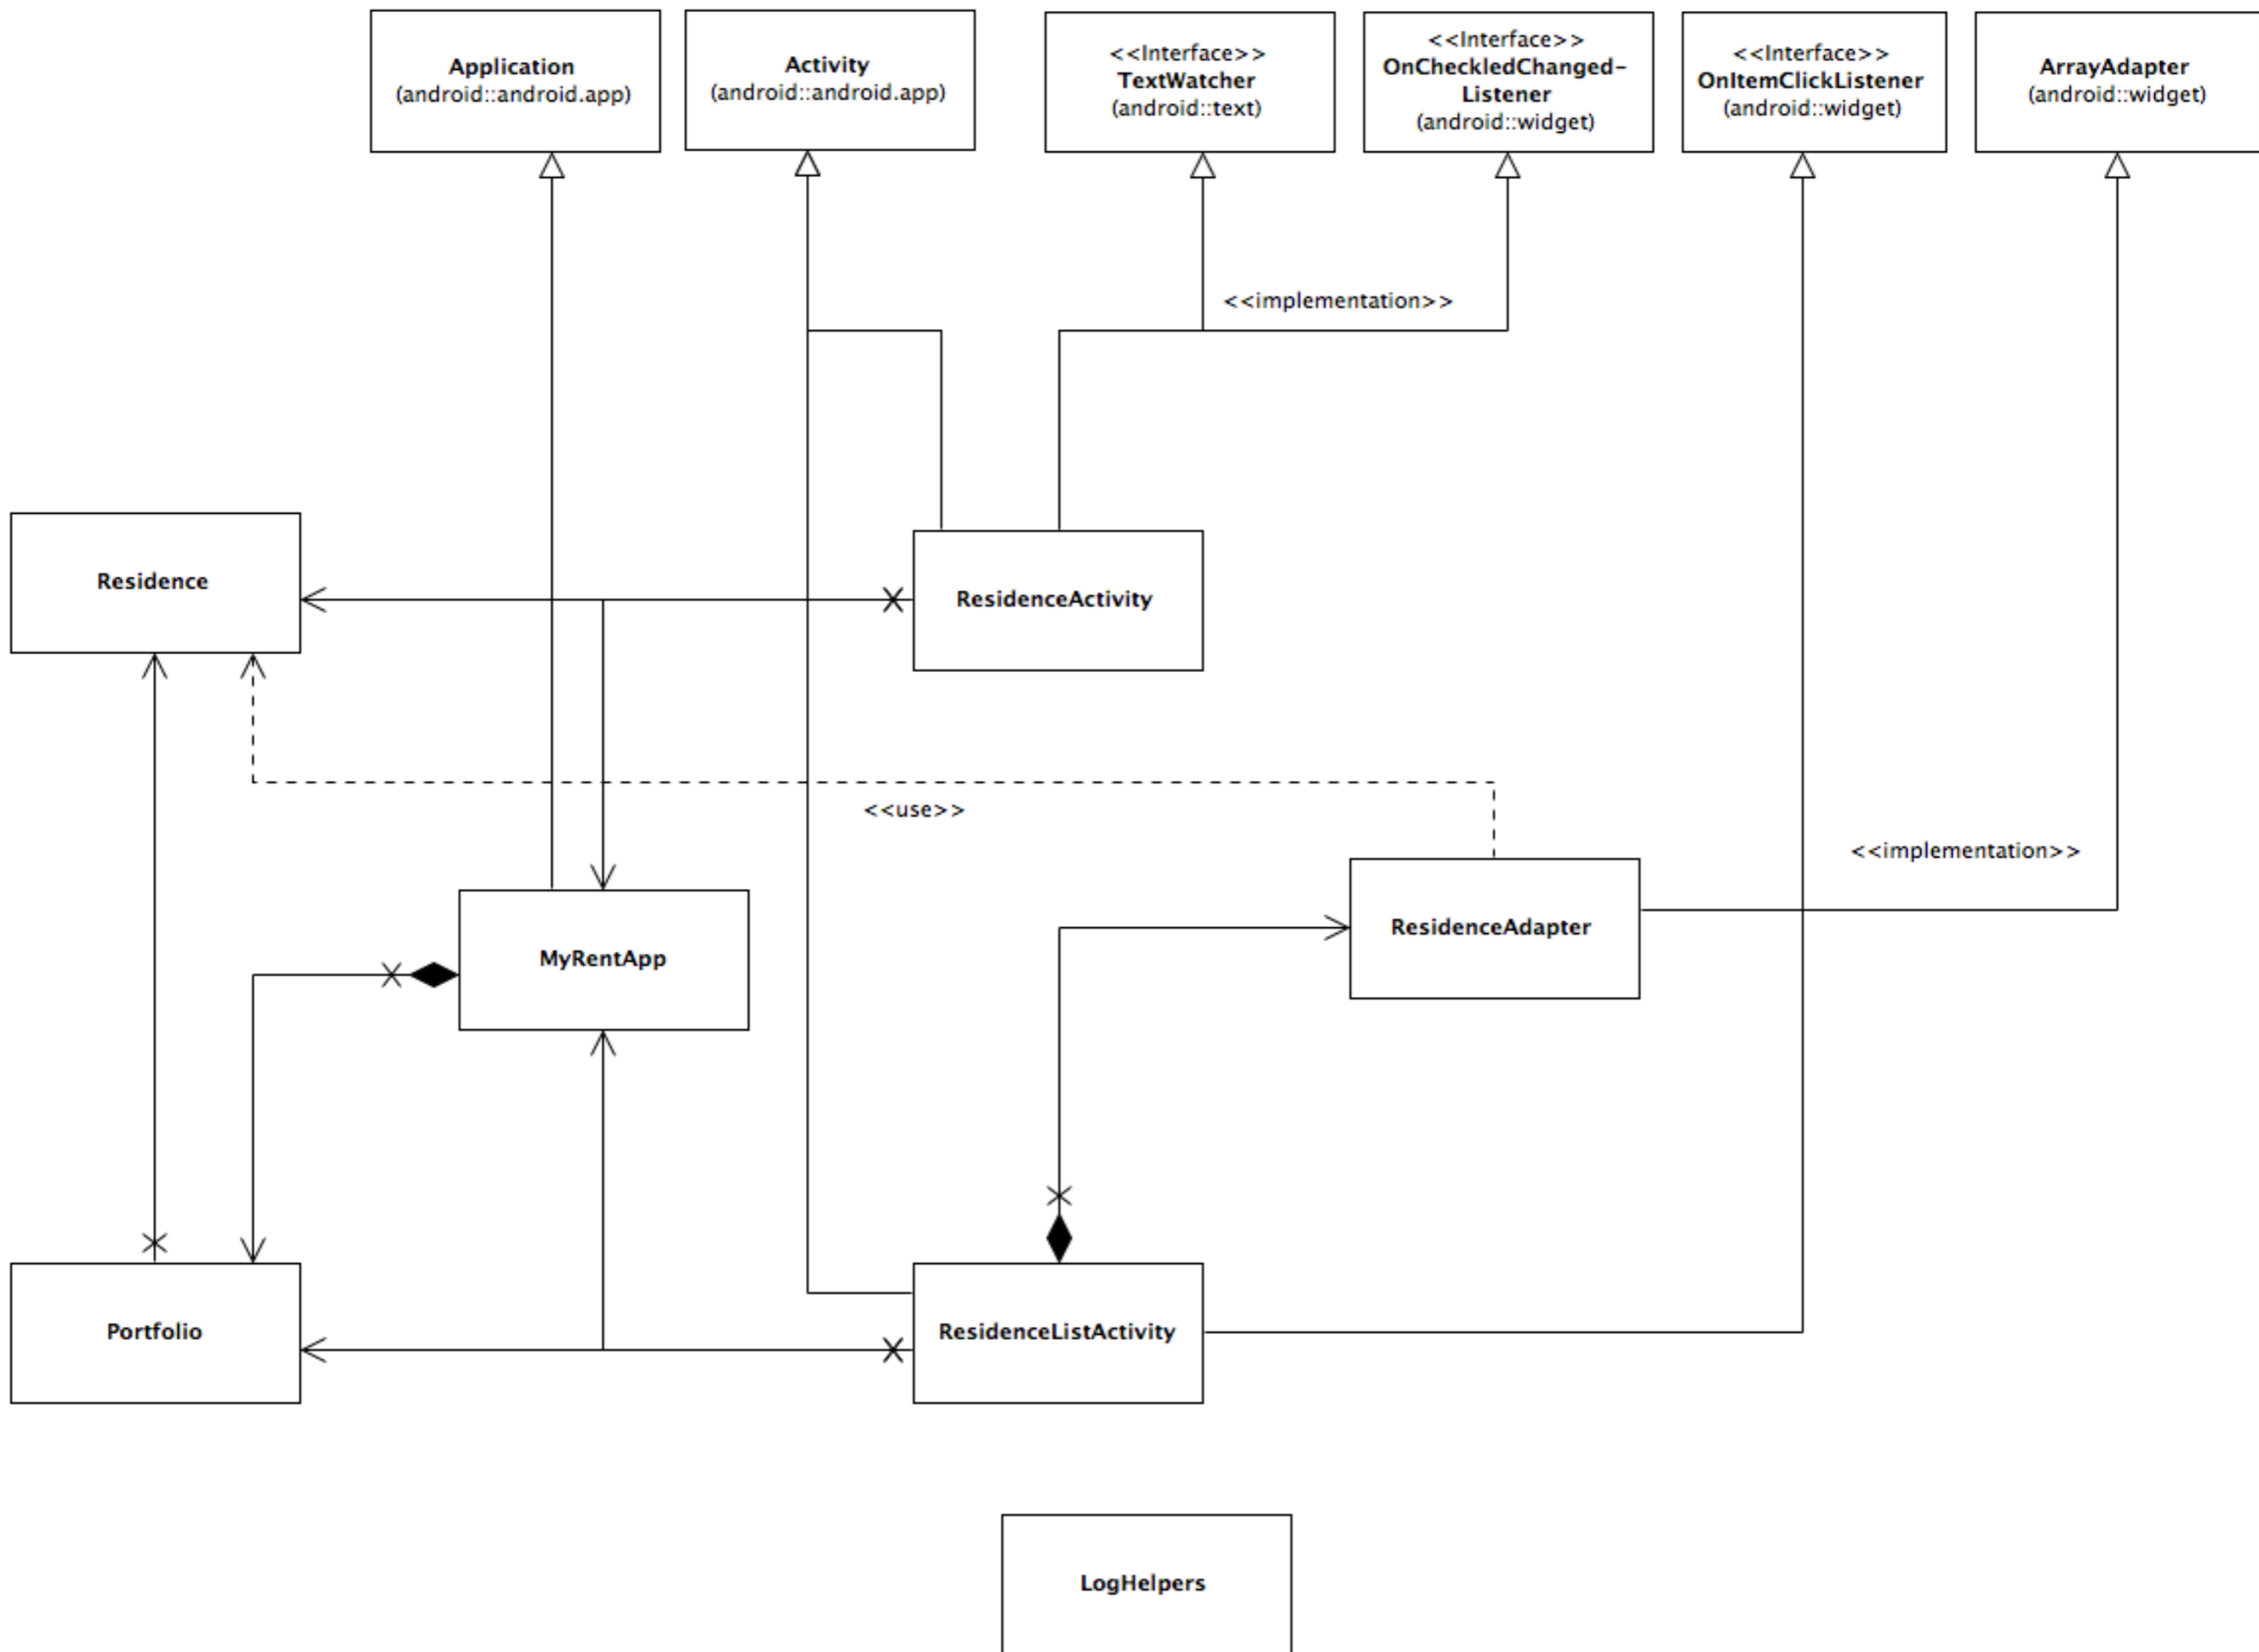 Application
(android::android.app)
Activity
(android::android.app)
<<Interface>>
TextWatcher
(android::text)
<<Interface>>
OnCheckledChanged-
Listener
(android::widget)
<<Interface>>
OnItemClickListener
(android::widget)
ArrayAdapter
(android::widget)
<<implementation>>
Residence
ResidenceActivity
<<use>>
<<implementation>>
ResidenceAdapter
MyRentApp
Portfolio
ResidenceListActivity
LogHelpers